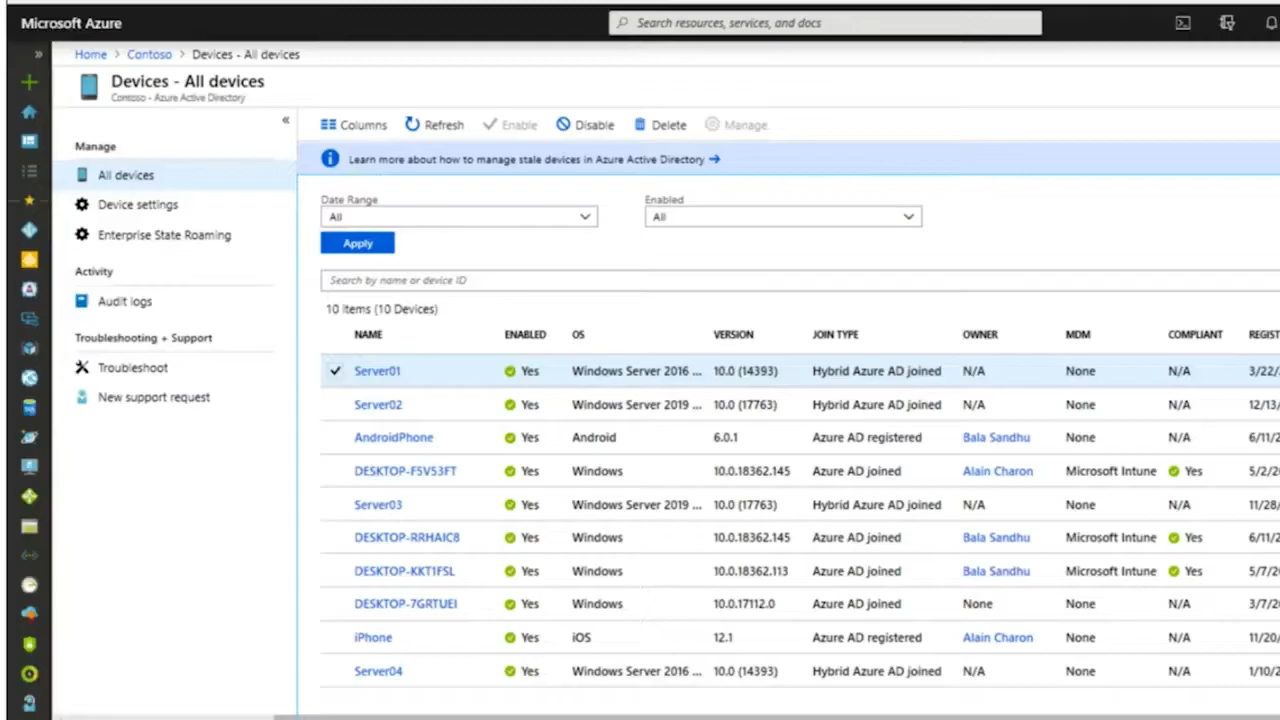 Microsoft Azure
Search resources, services, and docs
Home > Contoso > Devices - All devices
Devices - All devices
Contoso - Azure Active Directory
Manage
All devices
Device settings
Enterprise State Roaming
Activity
Audit logs
Troubleshooting + Support
Troubleshoot
New support request
Columns Refresh Enable Disable Delete Manage
Learn more about how to manage stale devices in Azure Active Directory →
Date Range Enabled
All All
Apply
Search by name or device ID
10 Items (10 Devices)
NAME ENABLED OS VERSION JOIN TYPE OWNER MDM COMPLIANT REGIST
Server01 Yes Windows Server 2016 ... 10.0 (14393) Hybrid Azure AD joined N/A None N/A 3/22/
Server02 Yes Windows Server 2019 ... 10.0 (17763) Hybrid Azure AD joined N/A None N/A 12/13/
AndroidPhone Yes Android 6.0.1 Azure AD registered Bala Sandhu None N/A 6/11/2
DESKTOP-F5V53FT Yes Windows 10.0.18362.145 Azure AD joined Alain Charon Microsoft Intune Yes 5/2/2
Server03 Yes Windows Server 2019 ... 10.0 (17763) Hybrid Azure AD joined N/A None N/A 11/28/
DESKTOP-RRHAIC8 Yes Windows 10.0.18362.145 Azure AD joined Bala Sandhu Microsoft Intune Yes 6/11/2
DESKTOP-KKT1FSL Yes Windows 10.0.18362.113 Azure AD joined Bala Sandhu Microsoft Intune Yes 5/7/2
DESKTOP-7GRTUEI Yes Windows 10.0.17112.0 Azure AD joined None None N/A 3/7/2
iPhone Yes iOS 12.1 Azure AD registered Alain Charon None N/A 11/20/
Server04 Yes Windows Server 2016 ... 10.0 (14393) Hybrid Azure AD joined N/A None N/A 1/10/2